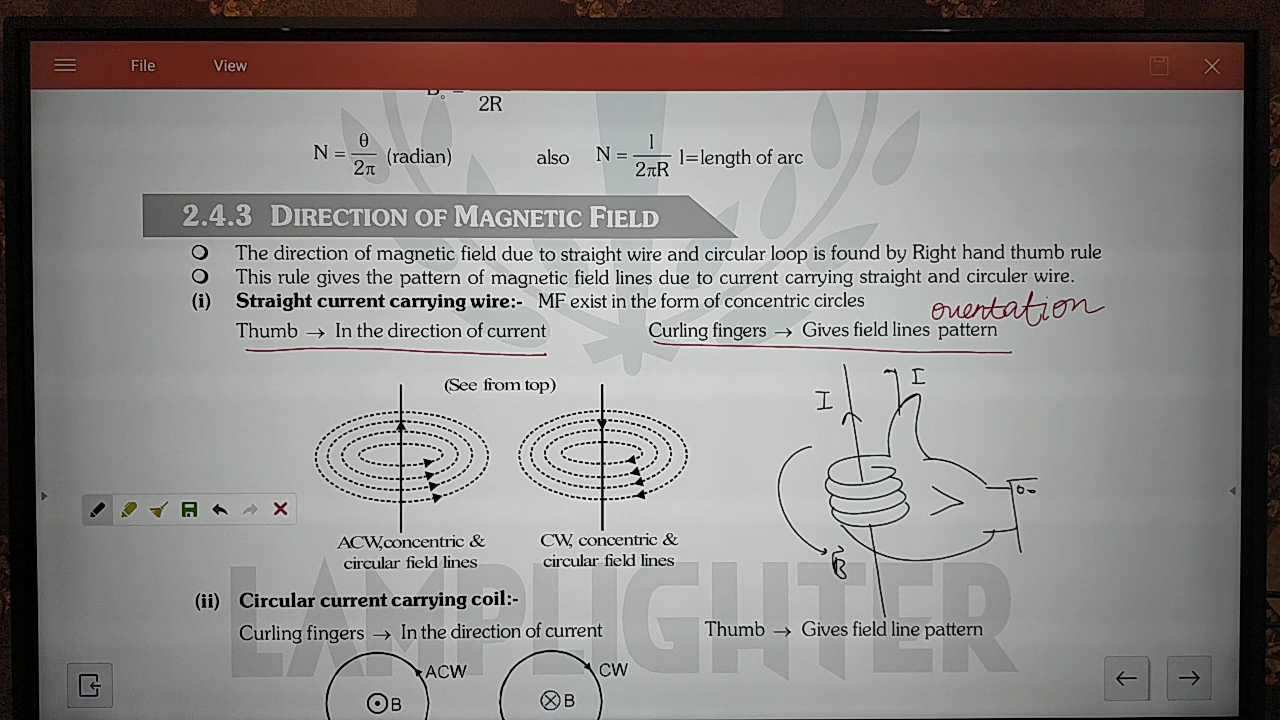 File View
2R
N = θ/2π (radian) also N = l/2πR l=length of arc
2.4.3 DIRECTION OF MAGNETIC FIELD
The direction of magnetic field due to straight wire and circular loop is found by Right hand thumb rule
This rule gives the pattern of magnetic field lines due to current carrying straight and circuler wire.
(i) Straight current carrying wire:- MF exist in the form of concentric circles
ouentation
Thumb → In the direction of current Curling fingers → Gives field lines pattern
(See from top)
I I
B
ACW,concentric & CW, concentric &
circular field lines circular field lines
(ii) Circular current carrying coil:-
Curling fingers → In the direction of current Thumb → Gives field line pattern
ACW CW
B B
LAMPLIGHTER